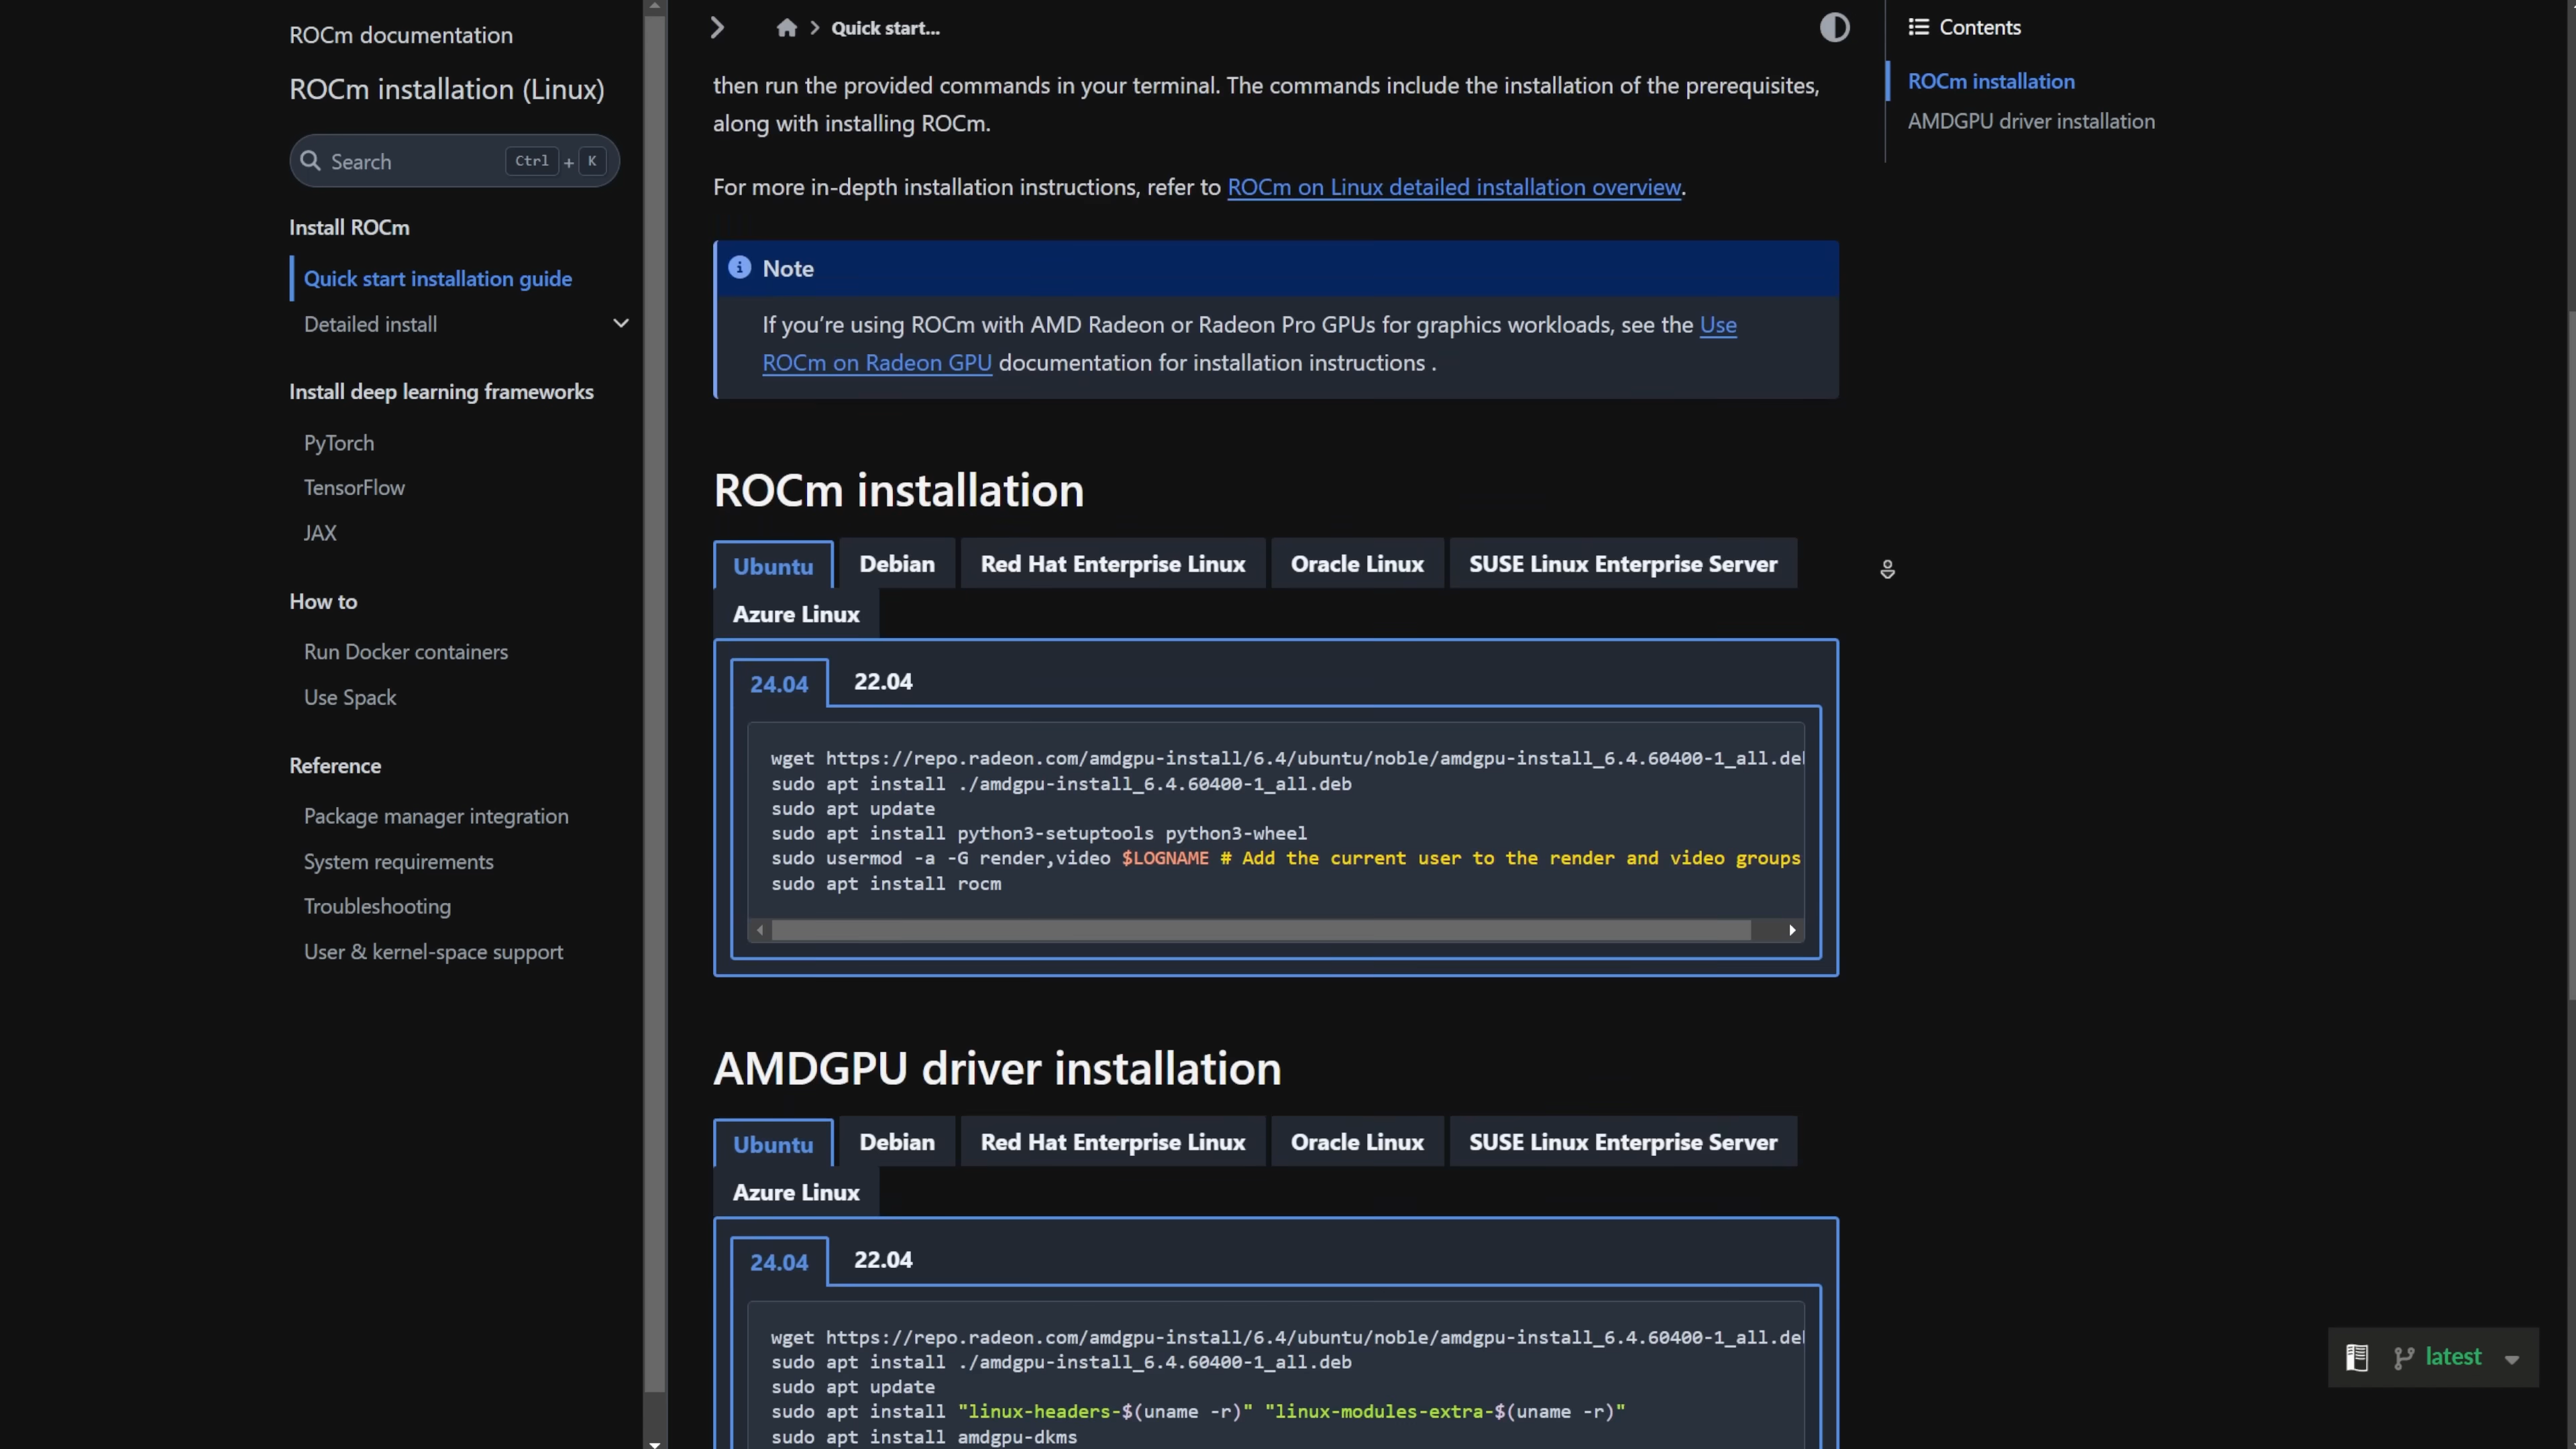 ROCm documentation
ROCm installation (Linux)
Search Ctrl + K
Install ROCm
Quick start installation guide
Detailed install
Install deep learning frameworks
PyTorch
TensorFlow
JAX
How to
Run Docker containers
Use Spack
Reference
Package manager integration
System requirements
Troubleshooting
User & kernel-space support
Quick start...
then run the provided commands in your terminal. The commands include the installation of the prerequisites,
along with installing ROCm.
For more in-depth installation instructions, refer to ROCm on Linux detailed installation overview.
Note
If you’re using ROCm with AMD Radeon or Radeon Pro GPUs for graphics workloads, see the Use
ROCm on Radeon GPU documentation for installation instructions .
ROCm installation
Ubuntu Debian Red Hat Enterprise Linux Oracle Linux SUSE Linux Enterprise Server
Azure Linux
24.04 22.04
wget https://repo.radeon.com/amdgpu-install/6.4/ubuntu/noble/amdgpu-install_6.4.60400-1_all.de
sudo apt install ./amdgpu-install_6.4.60400-1_all.deb
sudo apt update
sudo apt install python3-setuptools python3-wheel
sudo usermod -a -G render,video $LOGNAME # Add the current user to the render and video groups
sudo apt install rocm
AMDGPU driver installation
Ubuntu Debian Red Hat Enterprise Linux Oracle Linux SUSE Linux Enterprise Server
Azure Linux
24.04 22.04
wget https://repo.radeon.com/amdgpu-install/6.4/ubuntu/noble/amdgpu-install_6.4.60400-1_all.de
sudo apt install ./amdgpu-install_6.4.60400-1_all.deb
sudo apt update
sudo apt install "linux-headers-$(uname -r)" "linux-modules-extra-$(uname -r)"
sudo apt install amdgpu-dkms
Contents
ROCm installation
AMDGPU driver installation
latest